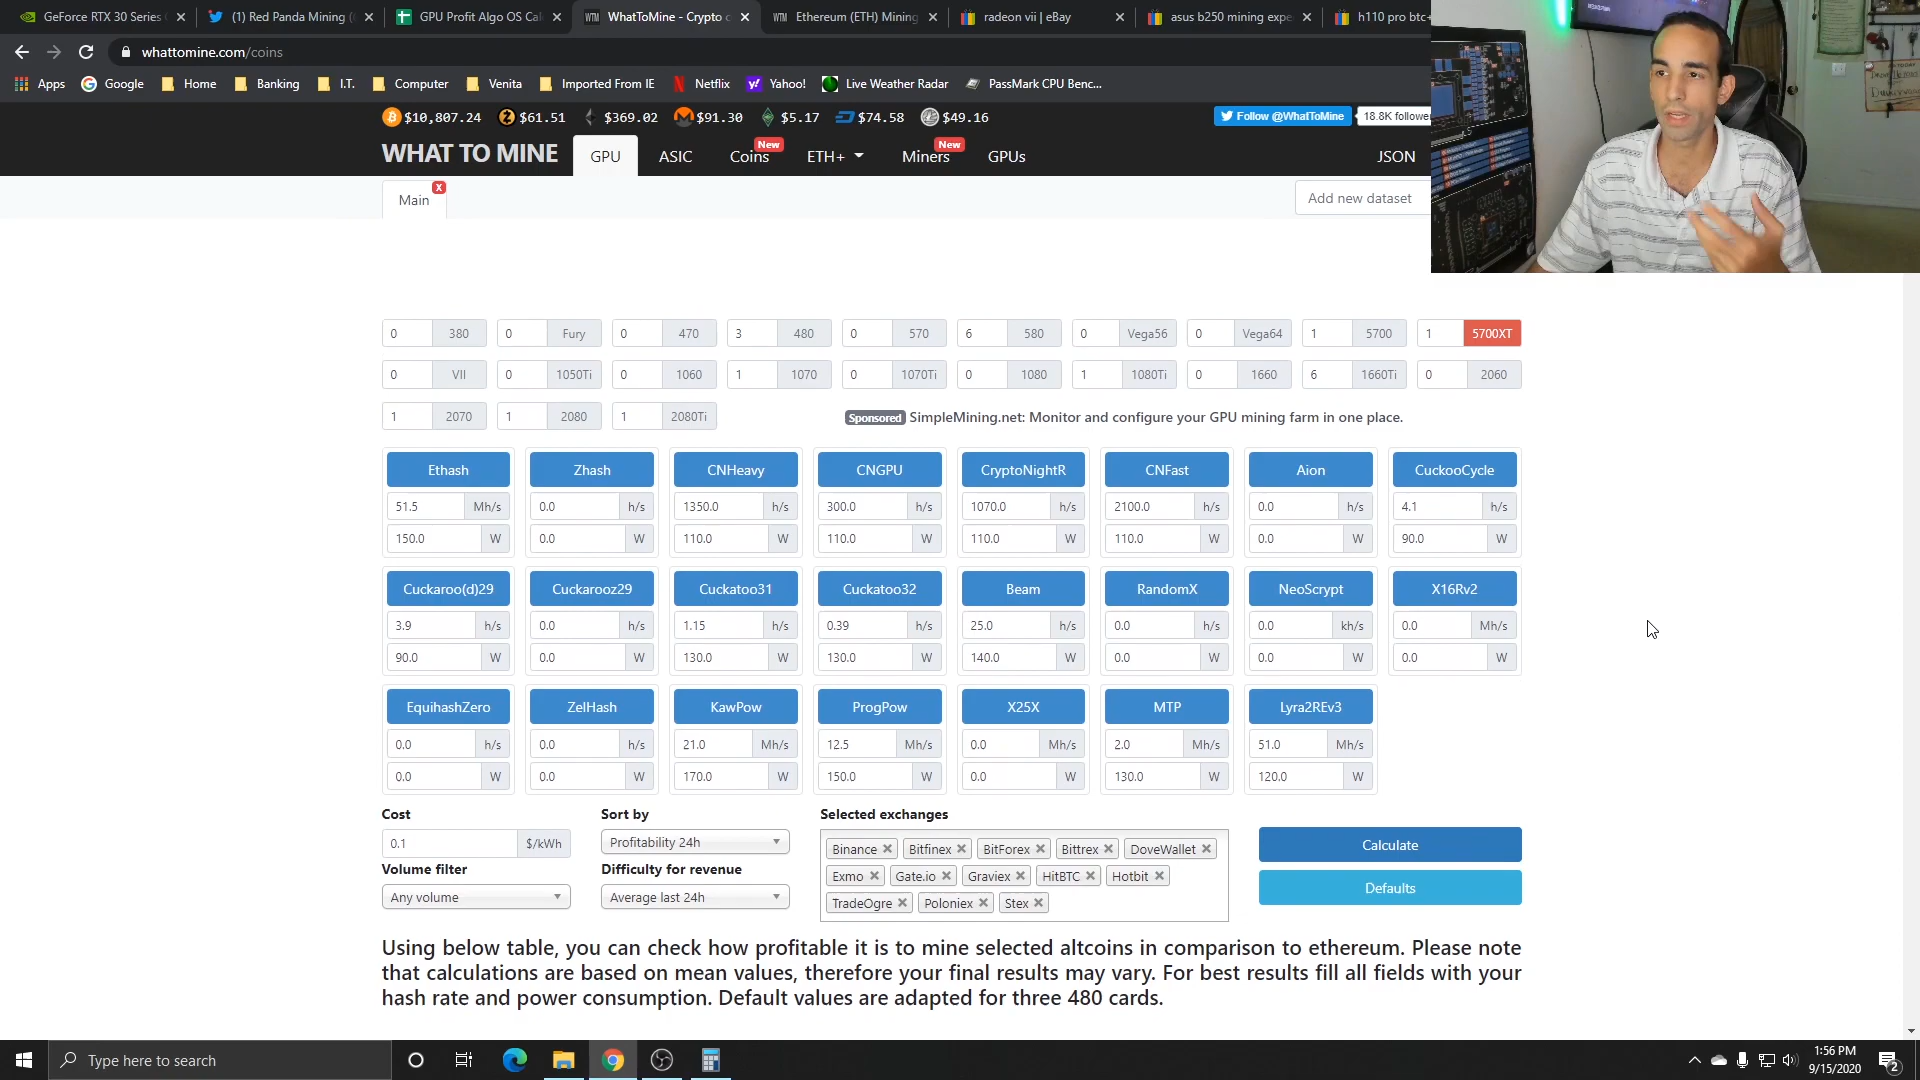 GeForce RTX 30 Series
(1) Red Panda Mining (
GPU Profit Algo OS Cal
WhatToMine - Crypto c
Ethereum (ETH) Mining
radeon vii | eBay
asus b250 mining expe
h110 pro btc+
whattomine.com/coins
Apps Google Home Banking I.T. Computer Venita Imported From IE Netflix Yahoo! Live Weather Radar PassMark CPU Benc...
$10,807.24 $61.51 $369.02 $91.30 $5.17 $74.58 $49.16
Follow @WhatToMine 18.8K followe
WHAT TO MINE GPU ASIC Coins New ETH+ Miners New GPUs JSON
Main X
Add new dataset
0 380 0 Fury 0 470 3 480 0 570 6 580 0 Vega56 0 Vega64 1 5700 1 5700XT
0 VII 0 1050Ti 0 1060 1 1070 0 1070Ti 0 1080 1 1080Ti 0 1660 6 1660Ti 0 2060
1 2070 1 2080 1 2080Ti
Sponsored SimpleMining.net: Monitor and configure your GPU mining farm in one place.
Ethash Zhash CNHeavy CNGPU CryptoNightR CNFast Aion CuckooCycle
51.5 Mh/s 0.0 h/s 1350.0 h/s 300.0 h/s 1070.0 h/s 2100.0 h/s 0.0 h/s 4.1 h/s
150.0 W 0.0 W 110.0 W 110.0 W 110.0 W 110.0 W 0.0 W 90.0 W
Cuckaroo(d)29 Cuckarooz29 Cuckatoo31 Cuckatoo32 Beam RandomX NeoScrypt X16Rv2
3.9 h/s 0.0 h/s 1.15 h/s 0.39 h/s 25.0 h/s 0.0 h/s 0.0 kh/s 0.0 Mh/s
90.0 W 0.0 W 130.0 W 130.0 W 140.0 W 0.0 W 0.0 W 0.0 W
EquihashZero ZelHash KawPow ProgPow X25X MTP Lyra2REv3
0.0 h/s 0.0 h/s 21.0 Mh/s 12.5 Mh/s 0.0 Mh/s 2.0 Mh/s 51.0 Mh/s
0.0 W 0.0 W 170.0 W 150.0 W 0.0 W 130.0 W 120.0 W
Cost Sort by Selected exchanges
0.1 $/kWh Profitability 24h
Binance Bitfinex BitForex Bittrex DoveWallet
Calculate
Volume filter Difficulty for revenue
Exmo Gate.io Graviex HitBTC Hotbit
Defaults
Any volume Average last 24h
TradeOgre Poloniex Stex
Using below table, you can check how profitable it is to mine selected altcoins in comparison to ethereum. Please note
that calculations are based on mean values, therefore your final results may vary. For best results fill all fields with your
hash rate and power consumption. Default values are adapted for three 480 cards.
Type here to search
1:56 PM
9/15/2020
2